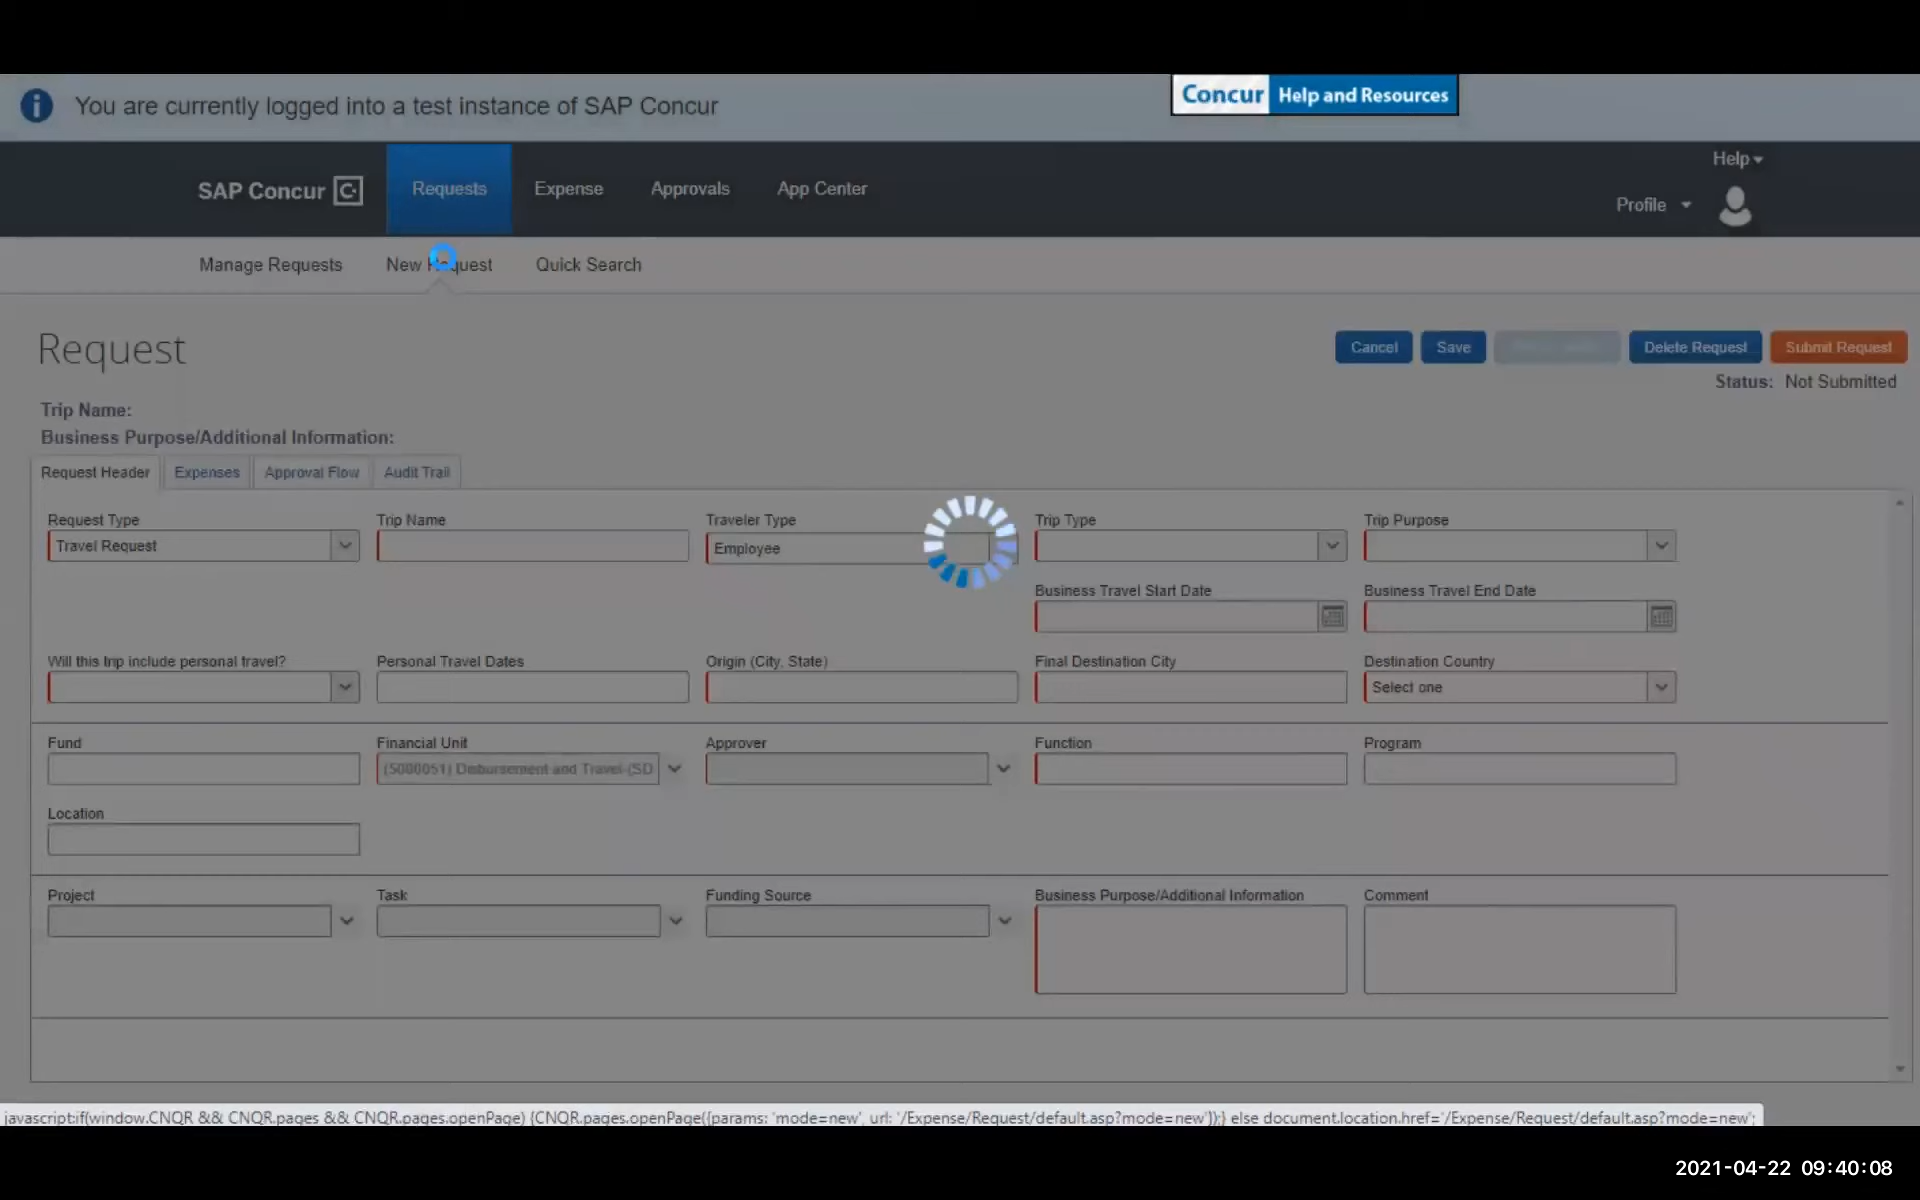 You are currently logged into a test instance of SAP Concur
Concur Help and Resources
SAP Concur C
Requests Expense Approvals App Center
Help
Profile
Manage Requests New Request Quick Search
Request
Cancel Save Delete Request Submit Request
Status: Not Submitted
Trip Name:
Business Purpose/Additional Information:
Request Header Expenses Approval Flow Audit Trail
Request Type Trip Name Traveler Type Trip Type Trip Purpose
Travel Request Employee
Business Travel Start Date Business Travel End Date
Will this trip include personal travel? Personal Travel Dates Origin (City, State) Final Destination City Destination Country
Select one
Fund Financial Unit Approver Function Program
(5000051) Disbursement and Travel-(SD
Location
Project Task Funding Source Business Purpose/Additional Information Comment
javascript:if(window.CNQR && CNQR.pages && CNQR.pages.openPage) {CNQR.pages.openPage({params: 'mode=new', url: '/Expense/Request/default.asp?mode=new'});} else document.location.href='/Expense/Request/default.asp?mode=new';
2021-04-22 09:40:08